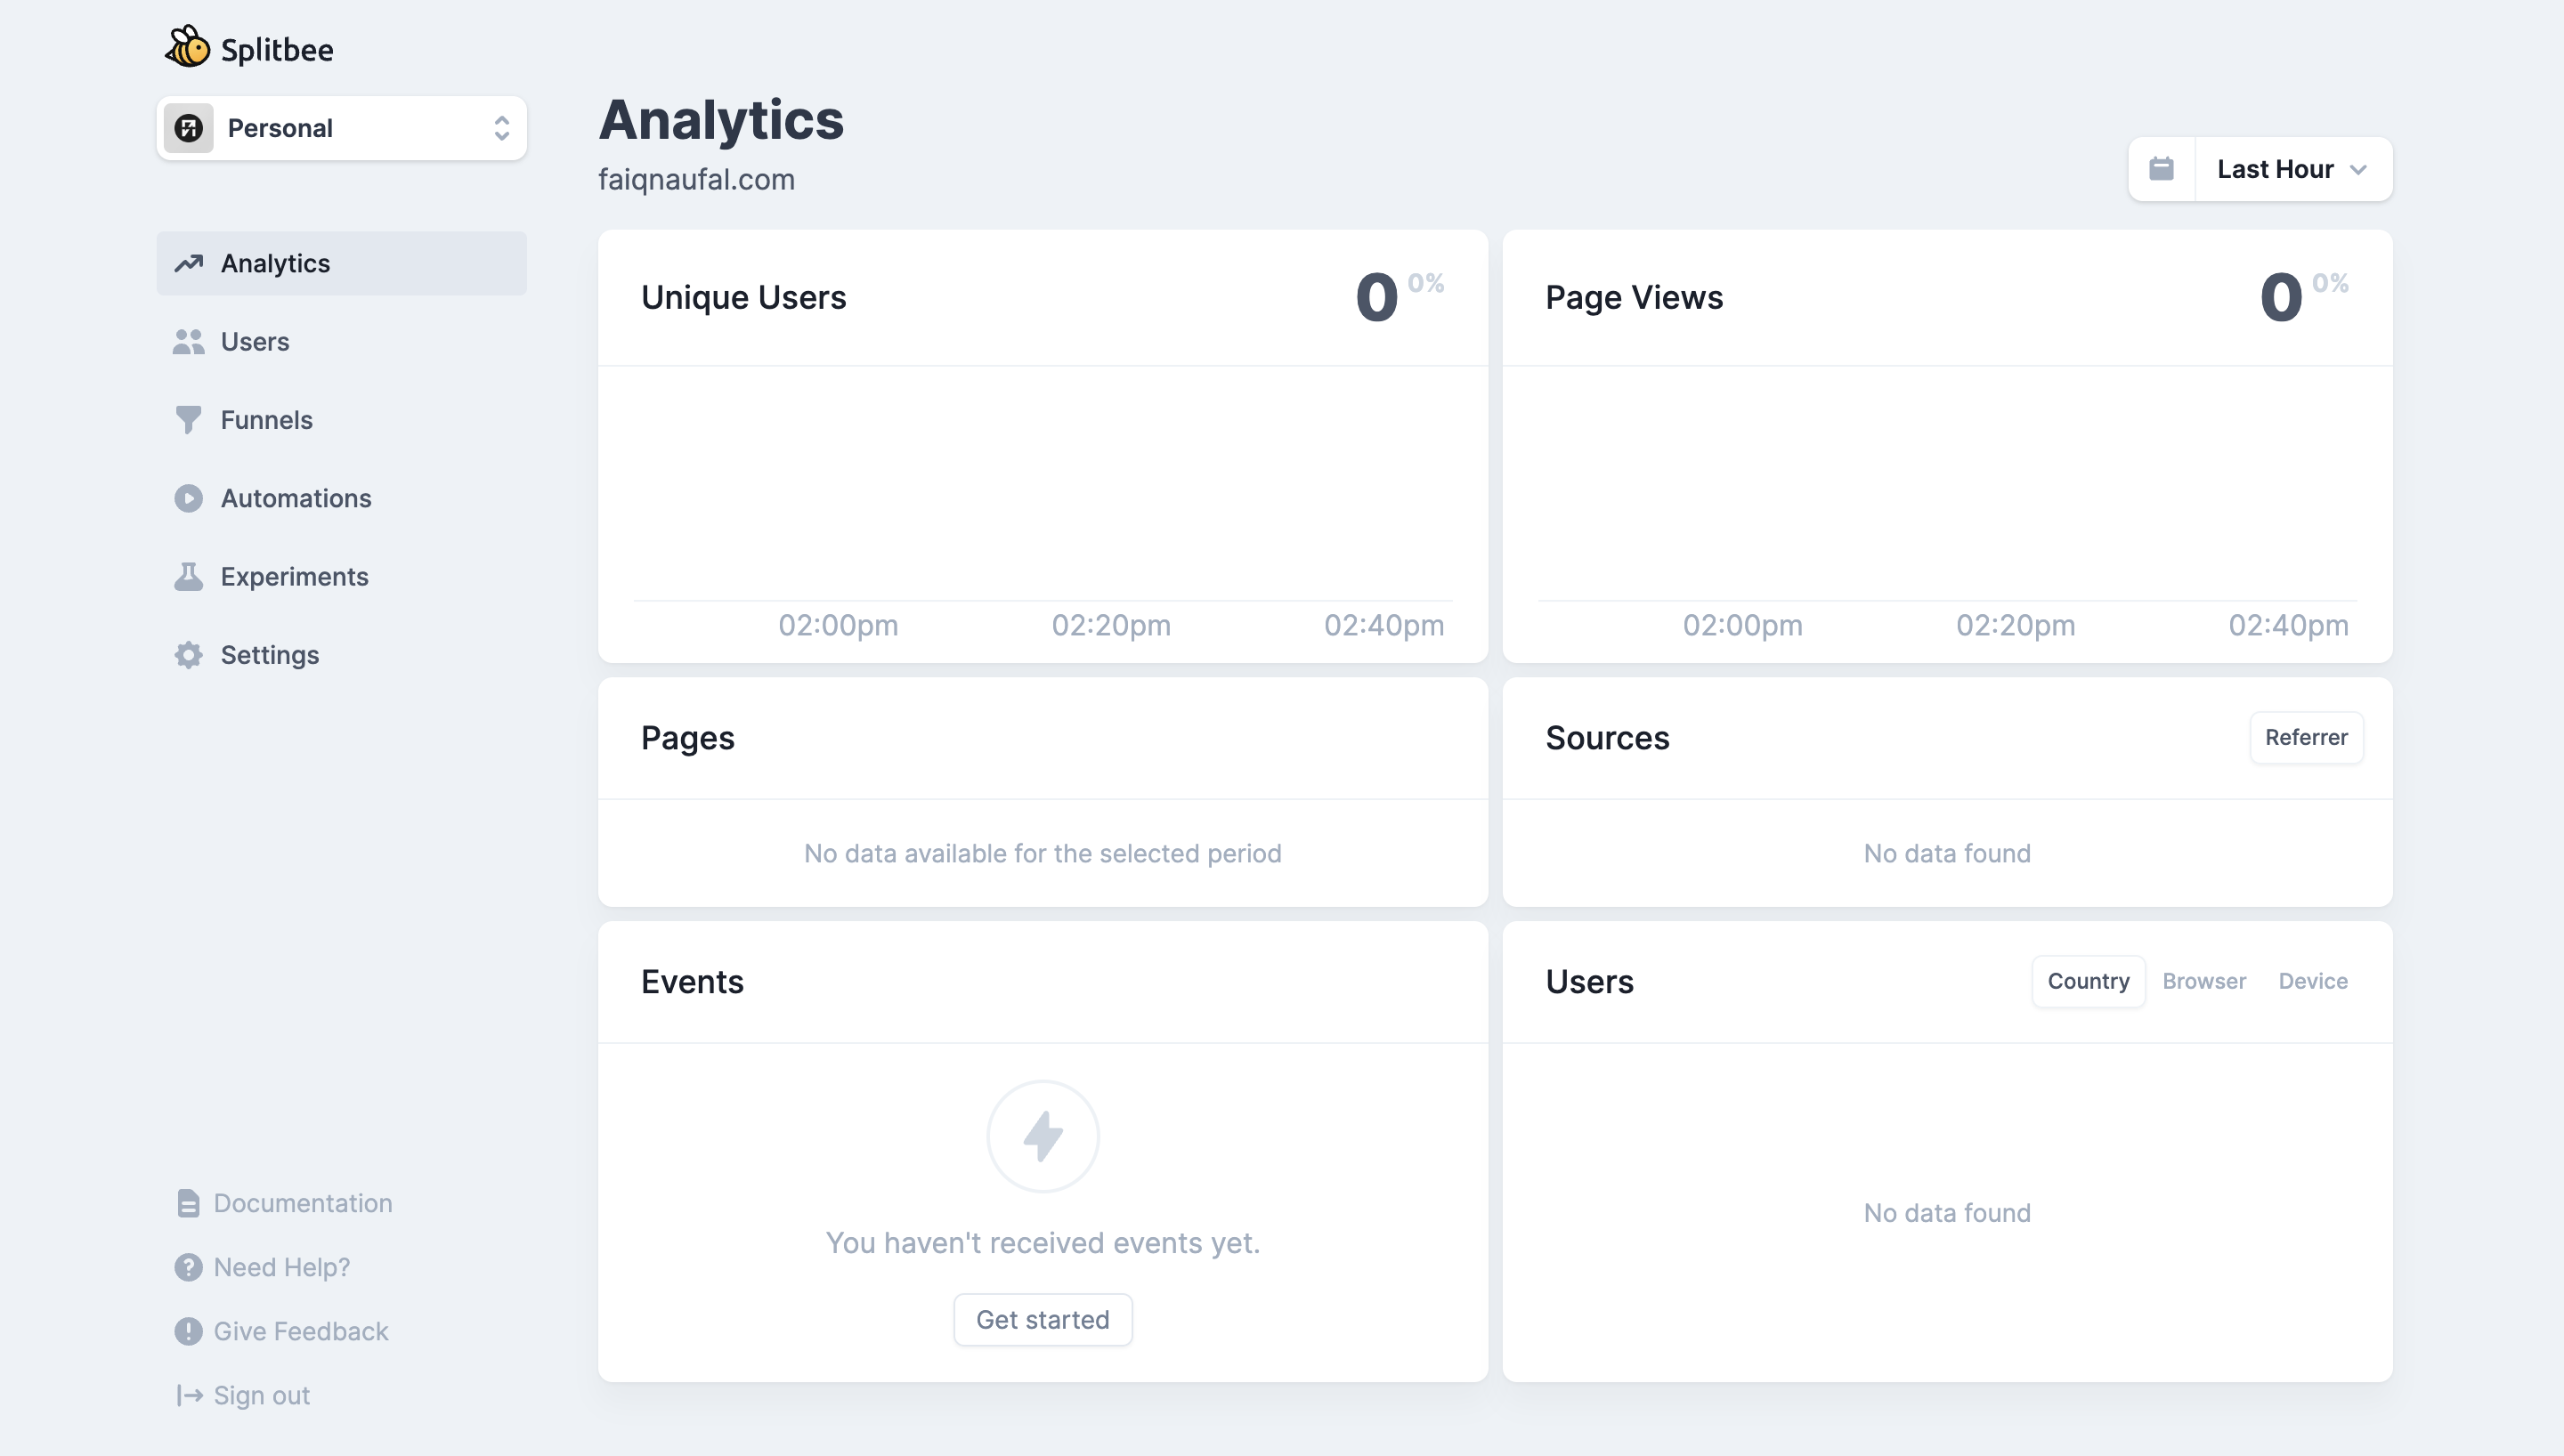 Splitbee
Personal
Analytics
Users
Funnels
Automations
Experiments
Settings
Documentation
Need Help?
Give Feedback
Sign out
Analytics
faiqnaufal.com
Last Hour
Unique Users
0 0%
02:00pm 02:20pm 02:40pm
Page Views
0 0%
02:00pm 02:20pm 02:40pm
Pages
No data available for the selected period
Sources
Referrer
No data found
Events
You haven't received events yet.
Get started
Users
Country Browser Device
No data found